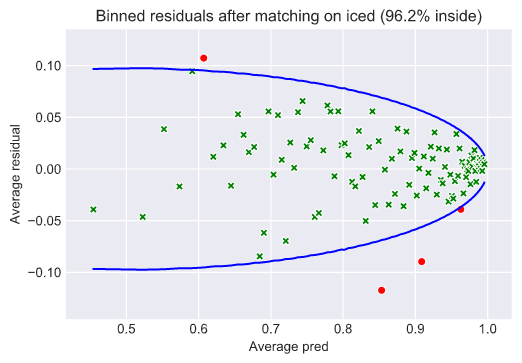 Binned residuals after matching on iced (96.2% inside)
0.10
0.05
0.00
−0.05
−0.10
Average residual
0.5 0.6 0.7 0.8 0.9 1.0
Average pred